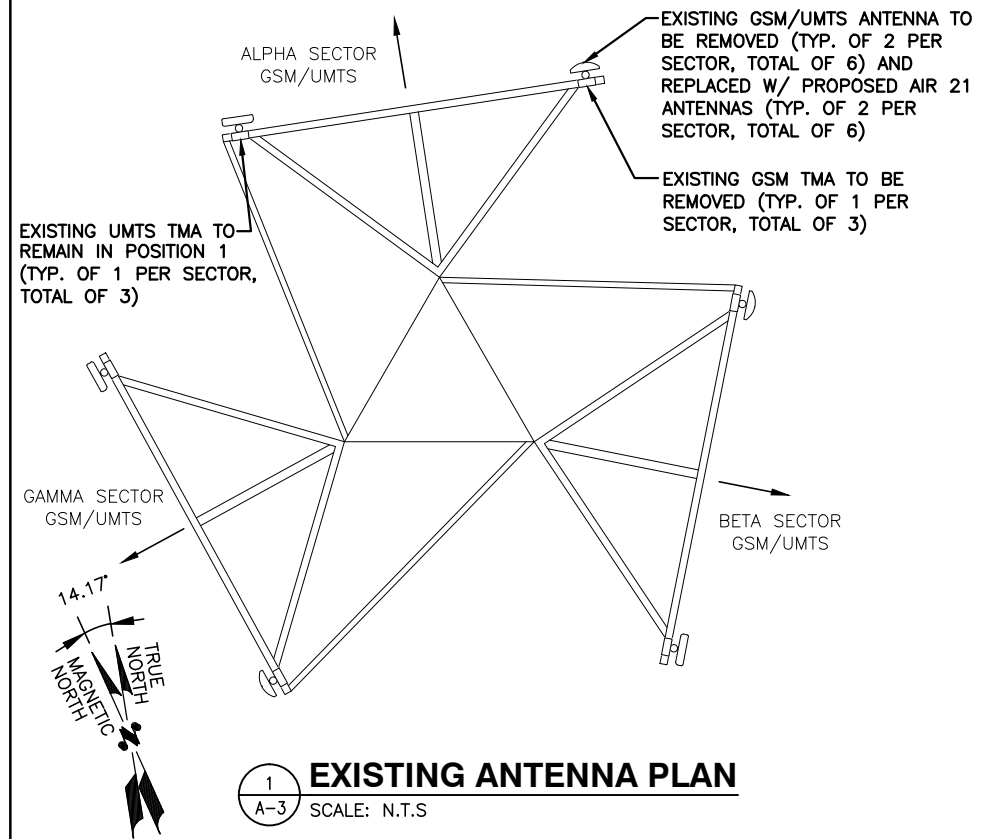 ALPHA SECTOR
GSM/UMTS
EXISTING GSM/UMTS ANTENNA TO
BE REMOVED (TYP. OF 2 PER
SECTOR, TOTAL OF 6) AND
REPLACED W/ PROPOSED AIR 21
ANTENNAS (TYP. OF 2 PER
SECTOR, TOTAL OF 6)
EXISTING GSM TMA TO BE
REMOVED (TYP. OF 1 PER
SECTOR, TOTAL OF 3)
EXISTING UMTS TMA TO
REMAIN IN POSITION 1
(TYP. OF 1 PER SECTOR,
TOTAL OF 3)
GAMMA SECTOR
GSM/UMTS
BETA SECTOR
GSM/UMTS
14.17°
TRUE
NORTH
MAGNETIC
NORTH
N
1
A-3
EXISTING ANTENNA PLAN
SCALE: N.T.S